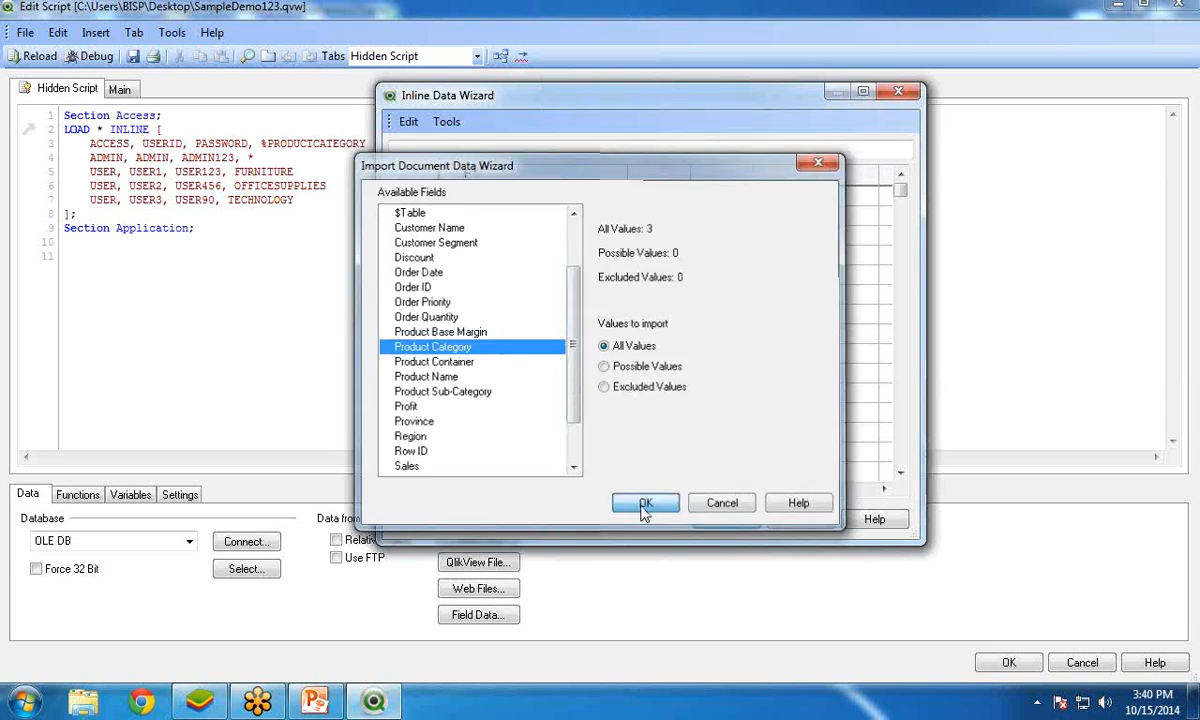 Edit Script [C:\Users\BISP\Desktop\SampleDemo123.qvw]
File Edit Insert Tab Tools Help
Reload Debug Tabs Hidden Script
Hidden Script Main
1 Section Access;
2 LOAD * INLINE [
3 ACCESS, USERID, PASSWORD, %PRODUCTCATEGORY
4 ADMIN, ADMIN, ADMIN123, *
5 USER, USER1, USER123, FURNITURE
6 USER, USER2, USER456, OFFICESUPPLIES
7 USER, USER3, USER90, TECHNOLOGY
8 ];
9 Section Application;
10
11
Inline Data Wizard
Edit Tools
Import Document Data Wizard
Available Fields
$Table
Customer Name
Customer Segment
Discount
Order Date
Order ID
Order Priority
Order Quantity
Product Base Margin
Product Category
Product Container
Product Name
Product Sub-Category
Profit
Province
Region
Row ID
Sales
All Values: 3
Possible Values: 0
Excluded Values: 0
Values to import
All Values
Possible Values
Excluded Values
OK Cancel Help
Help
Data Functions Variables Settings
Database
OLE DB
Connect...
Force 32 Bit
Select...
Data from
Relativ
Use FTP
QlikView File...
Web Files...
Field Data...
OK Cancel Help
3:40 PM
10/15/2014